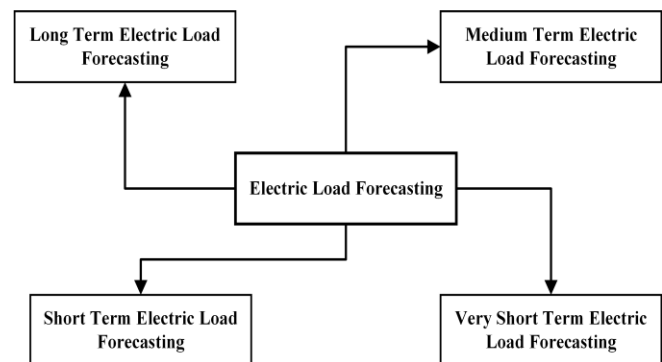 Long Term Electric Load
Forecasting
Medium Term Electric
Load Forecasting
Electric Load Forecasting
Short Term Electric Load
Forecasting
Very Short Term Electric
Load Forecasting